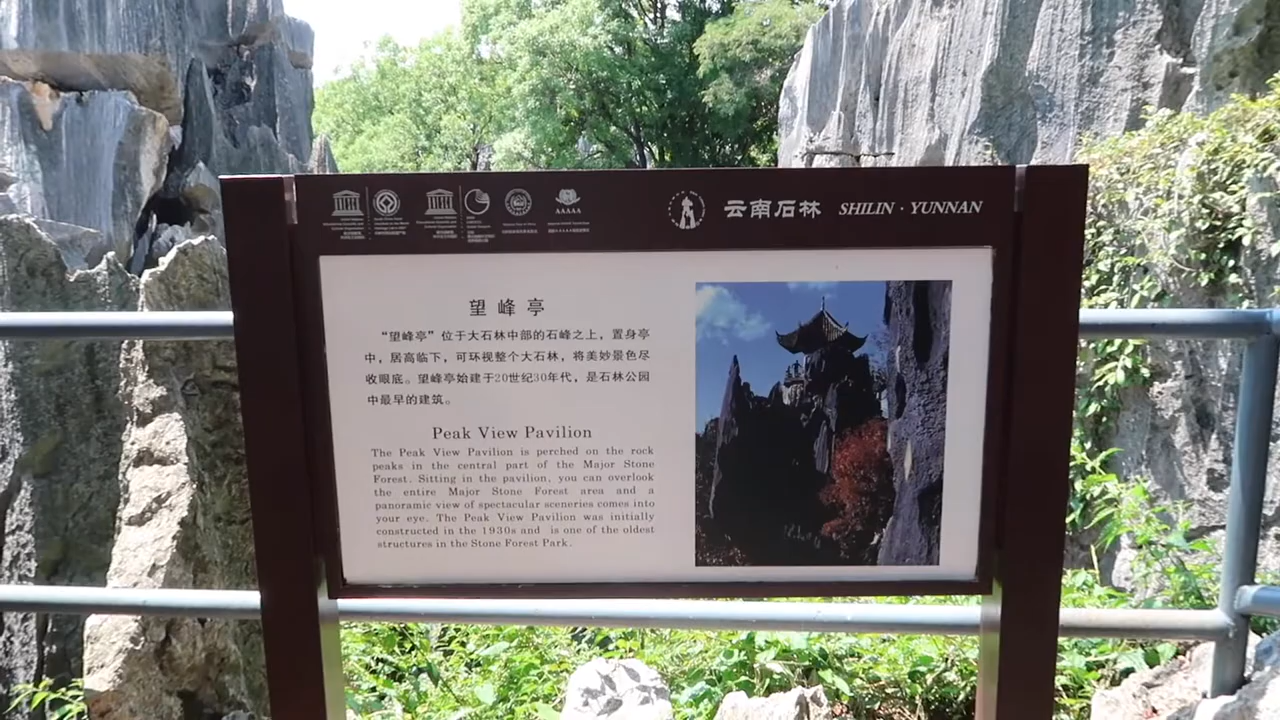 云南石林 SHILIN · YUNNAN
望峰亭
“望峰亭”位于大石林中部的石峰之上，置身亭
中，居高临下，可环视整个大石林，将美妙景色尽
收眼底。望峰亭始建于20世纪30年代，是石林公园
中最早的建筑。
Peak View Pavilion
The Peak View Pavilion is perched on the rock
peaks in the central part of the Major Stone
Forest. Sitting in the pavilion, you can overlook
the entire Major Stone Forest area and a
panoramic view of spectacular sceneries comes into
your eye. The Peak View Pavilion was initially
constructed in the 1930s and is one of the oldest
structures in the Stone Forest Park.